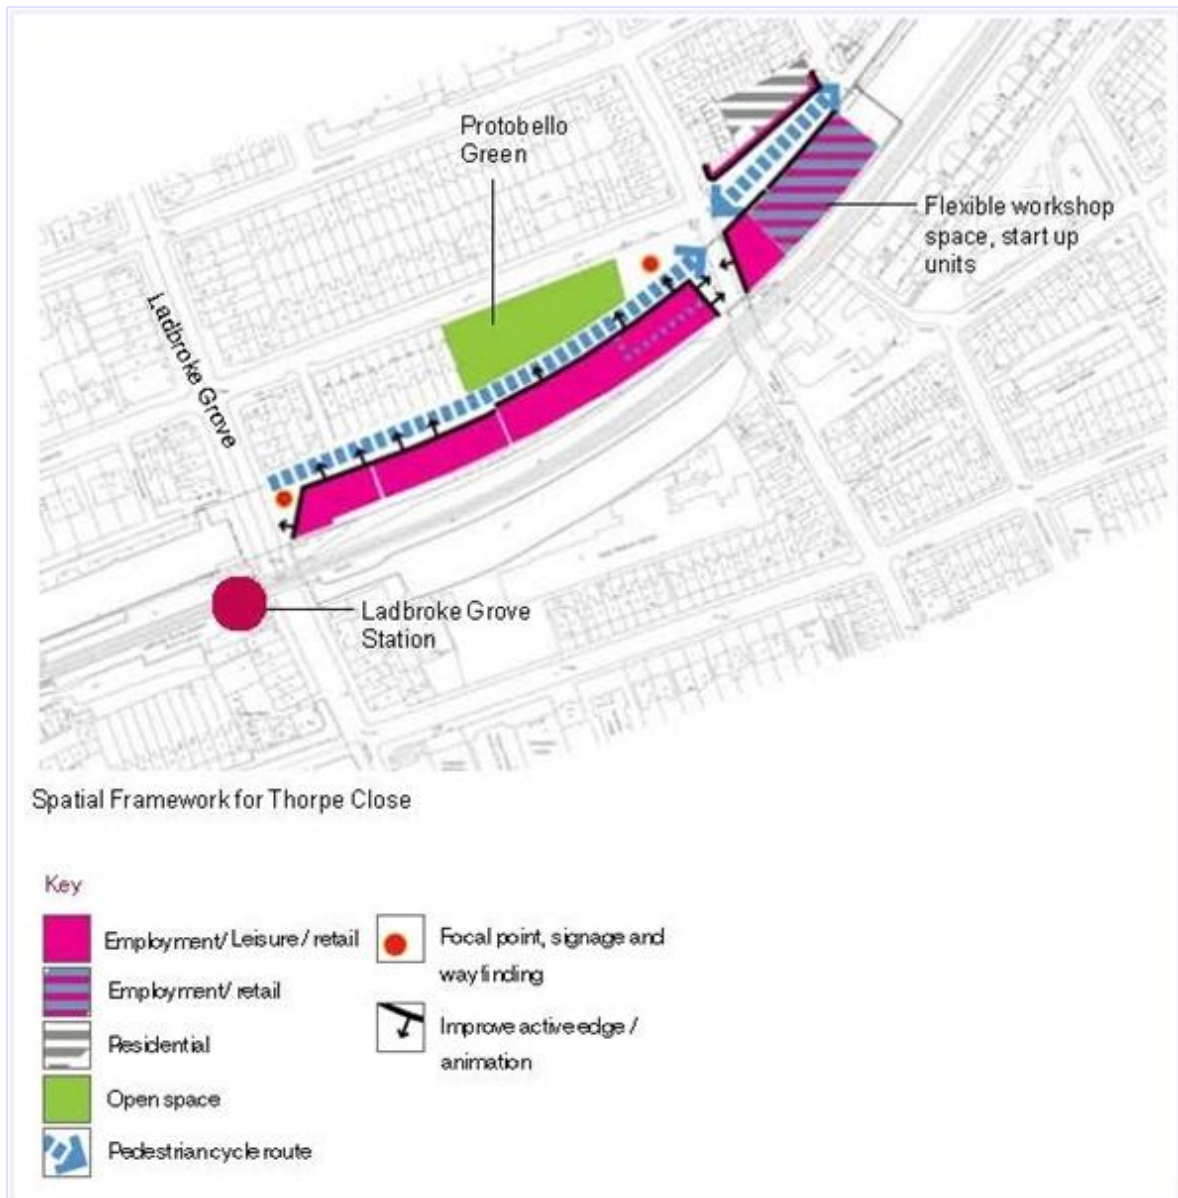 Protobello
Green
Flexible workshop
space, start up
units
Ladbroke Grove
Ladbroke Grove
Station
Spatial Framework for Thorpe Close
Key
Employment/ Leisure / retail
Employment/ retail
Residential
Open space
Pedestrian cycle route
Focal point, signage and
wayfinding
Improve active edge /
animation